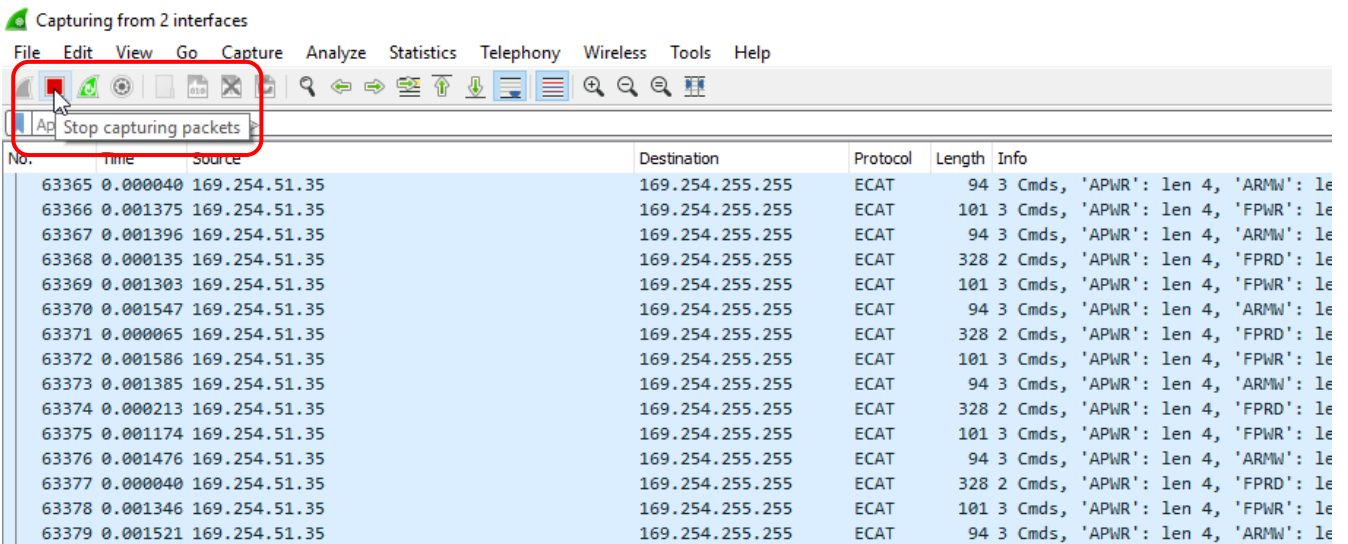 Capturing from 2 interfaces
File Edit View Go Capture Analyze Statistics Telephony Wireless Tools Help
Ap
Stop capturing packets
No. Time Source Destination Protocol Length Info
63365 0.000040 169.254.51.35 169.254.255.255 ECAT 94 3 Cmds, 'APWR': len 4, 'ARMW': le
63366 0.001375 169.254.51.35 169.254.255.255 ECAT 101 3 Cmds, 'APWR': len 4, 'FPWR': le
63367 0.001396 169.254.51.35 169.254.255.255 ECAT 94 3 Cmds, 'APWR': len 4, 'ARMW': le
63368 0.000135 169.254.51.35 169.254.255.255 ECAT 328 2 Cmds, 'APWR': len 4, 'FPRD': le
63369 0.001303 169.254.51.35 169.254.255.255 ECAT 101 3 Cmds, 'APWR': len 4, 'FPWR': le
63370 0.001547 169.254.51.35 169.254.255.255 ECAT 94 3 Cmds, 'APWR': len 4, 'ARMW': le
63371 0.000065 169.254.51.35 169.254.255.255 ECAT 328 2 Cmds, 'APWR': len 4, 'FPRD': le
63372 0.001586 169.254.51.35 169.254.255.255 ECAT 101 3 Cmds, 'APWR': len 4, 'FPWR': le
63373 0.001385 169.254.51.35 169.254.255.255 ECAT 94 3 Cmds, 'APWR': len 4, 'ARMW': le
63374 0.000213 169.254.51.35 169.254.255.255 ECAT 328 2 Cmds, 'APWR': len 4, 'FPRD': le
63375 0.001174 169.254.51.35 169.254.255.255 ECAT 101 3 Cmds, 'APWR': len 4, 'FPWR': le
63376 0.001476 169.254.51.35 169.254.255.255 ECAT 94 3 Cmds, 'APWR': len 4, 'ARMW': le
63377 0.000040 169.254.51.35 169.254.255.255 ECAT 328 2 Cmds, 'APWR': len 4, 'FPRD': le
63378 0.001346 169.254.51.35 169.254.255.255 ECAT 101 3 Cmds, 'APWR': len 4, 'FPWR': le
63379 0.001521 169.254.51.35 169.254.255.255 ECAT 94 3 Cmds, 'APWR': len 4, 'ARMW': le